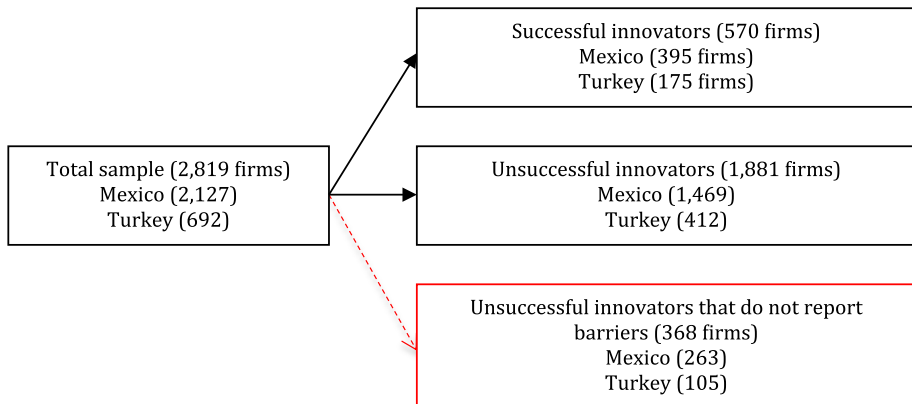 Total sample (2,819 firms)
Mexico (2,127)
Turkey (692)
Successful innovators (570 firms)
Mexico (395 firms)
Turkey (175 firms)
Unsuccessful innovators (1,881 firms)
Mexico (1,469)
Turkey (412)
Unsuccessful innovators that do not report
barriers (368 firms)
Mexico (263)
Turkey (105)